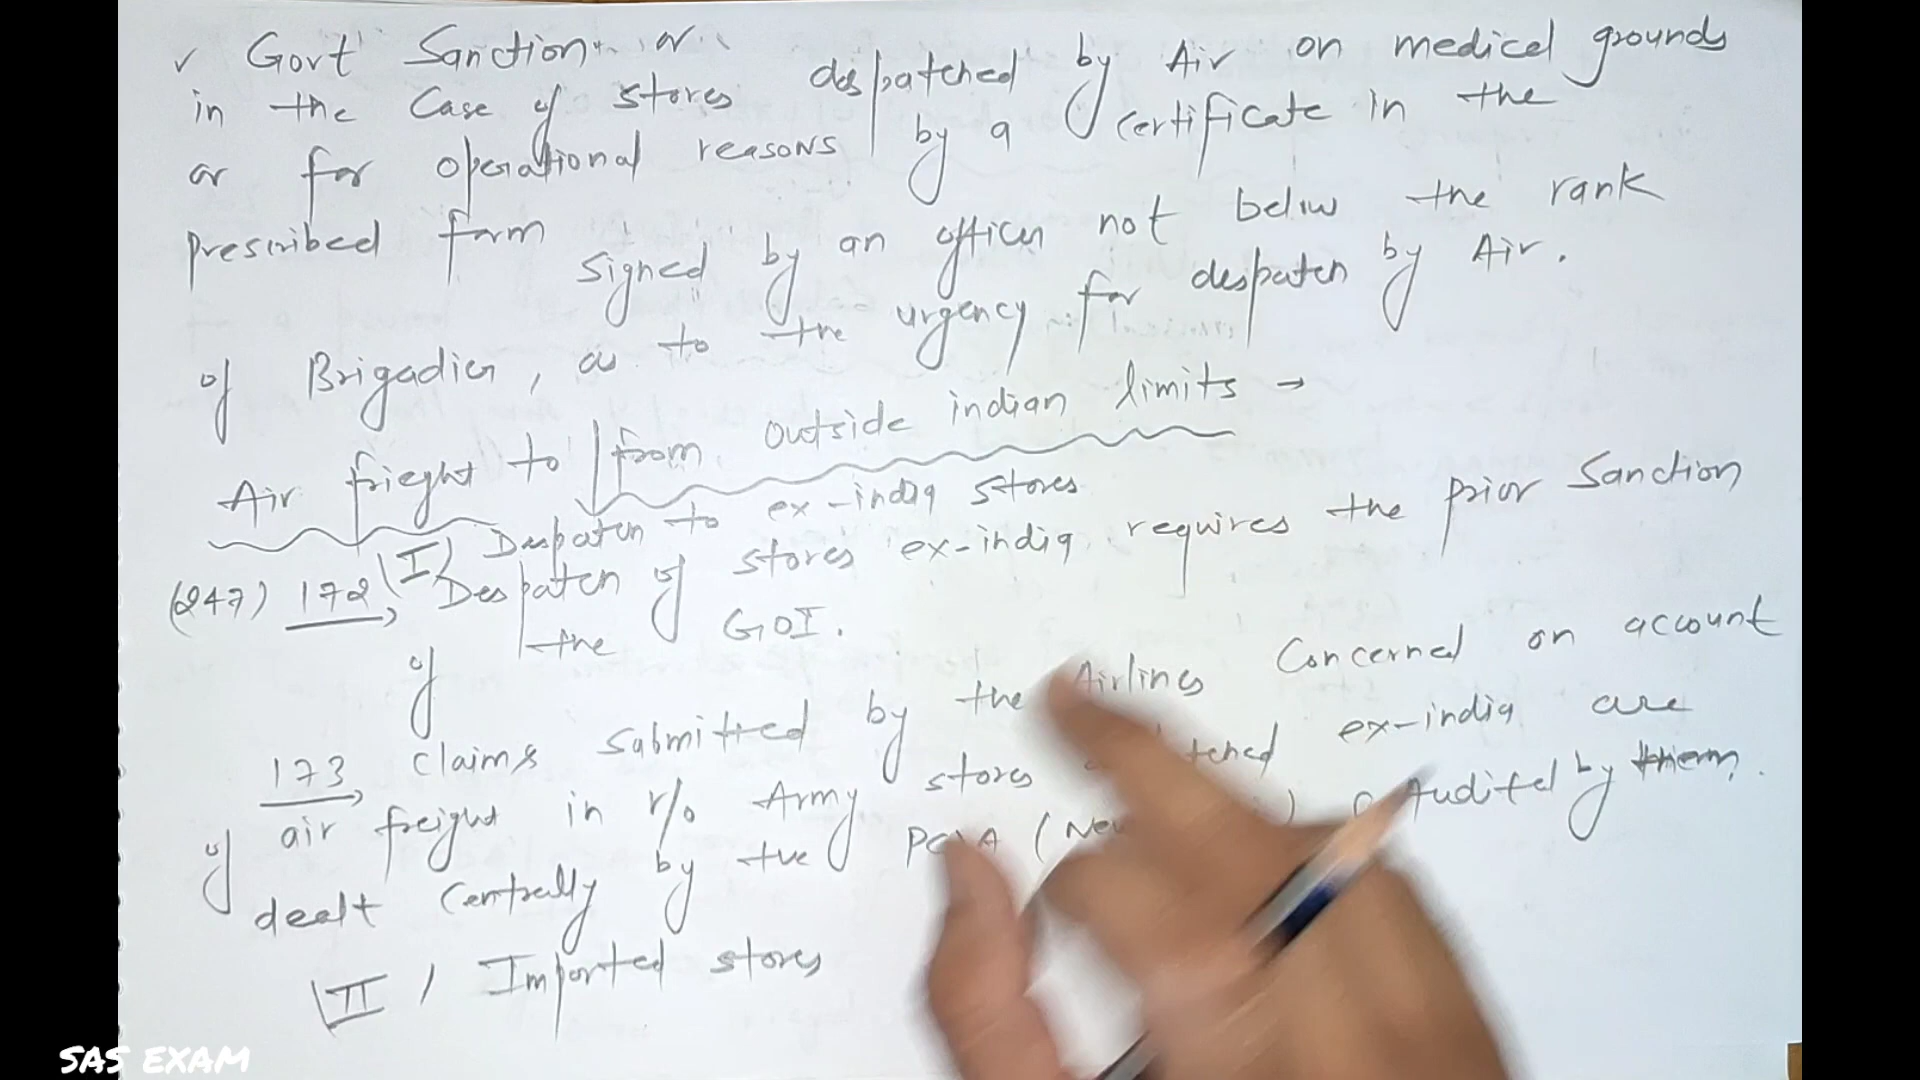 ✓ Govt Sanction or
in the Case of stores despatched by Air on medical grounds
or for operational reasons by a certificate in the
prescribed form signed by an officer not below the rank
of Brigadier, as to the urgency for despatch by Air.
Air frieght to / from outside indian limits →
(I) Despatch to ex-india stores
(247) 172, Despatch of stores ex-india requires the prior Sanction
of the GOI.
173, claims submitted by the Airlines Concerned on account
of air freight in r/o Army stores ex-india are
dealt Centrally by the PCDA ( ) Audited by them.
II) Imported stores
SAS EXAM